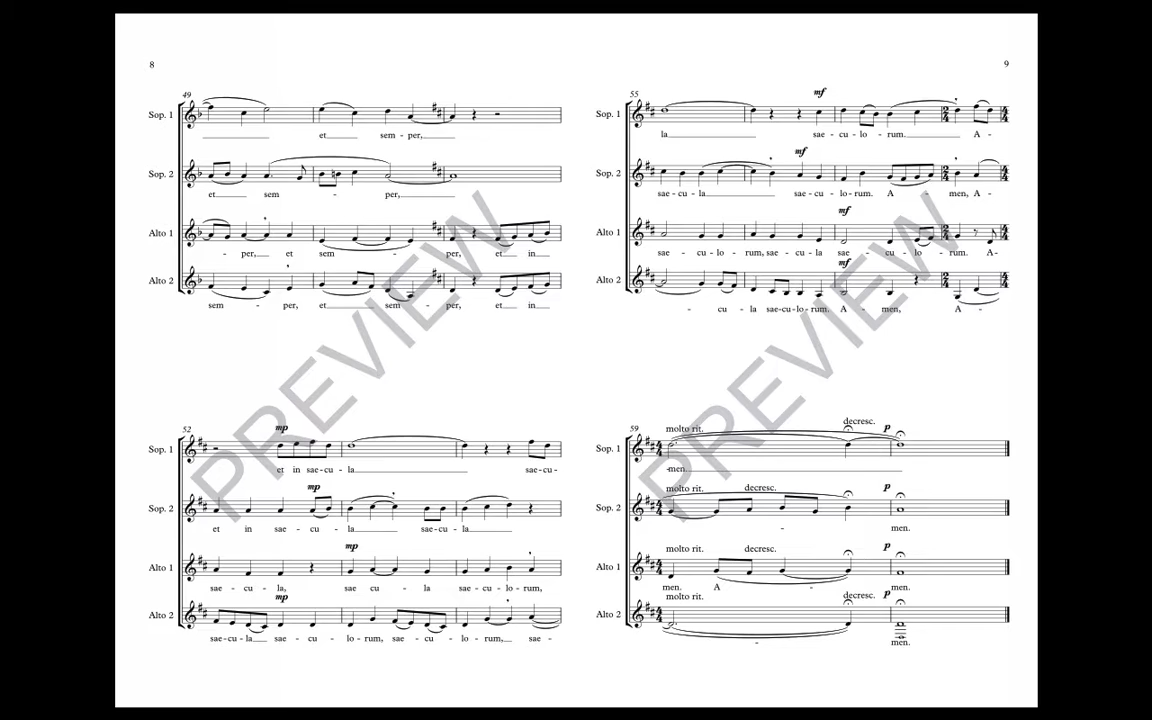 8
49
Sop. 1
et sem - per,
Sop. 2
et sem - per,
Alto 1
- per, et sem - per, et in
Alto 2
sem - per, et sem - per, et in
52
mp
Sop. 1
et in sae - cu - la sae - cu -
mp
Sop. 2
et in sae - cu - la sae - cu - la
mp
Alto 1
sae - cu - la, sae cu - la sae - cu - lo - rum,
mp
Alto 2
sae - cu - la sae - cu - lo - rum, sae - cu - lo - rum, sae -
PREVIEW
9
55
mf
Sop. 1
la sae - cu - lo - rum. A -
mf
Sop. 2
sae - cu - la sae - cu - lo - rum. A - men, A -
mf
Alto 1
sae - cu - lo - rum, sae - cu - la sae - cu - lo - rum. A -
mf
Alto 2
- cu - la sae - cu - lo - rum. A - men, A -
59
molto rit. decresc. p
Sop. 1
-men.
molto rit. decresc. p
Sop. 2
- men.
molto rit. decresc. p
Alto 1
men. A - men.
molto rit. decresc. p
Alto 2
- men.
PREVIEW